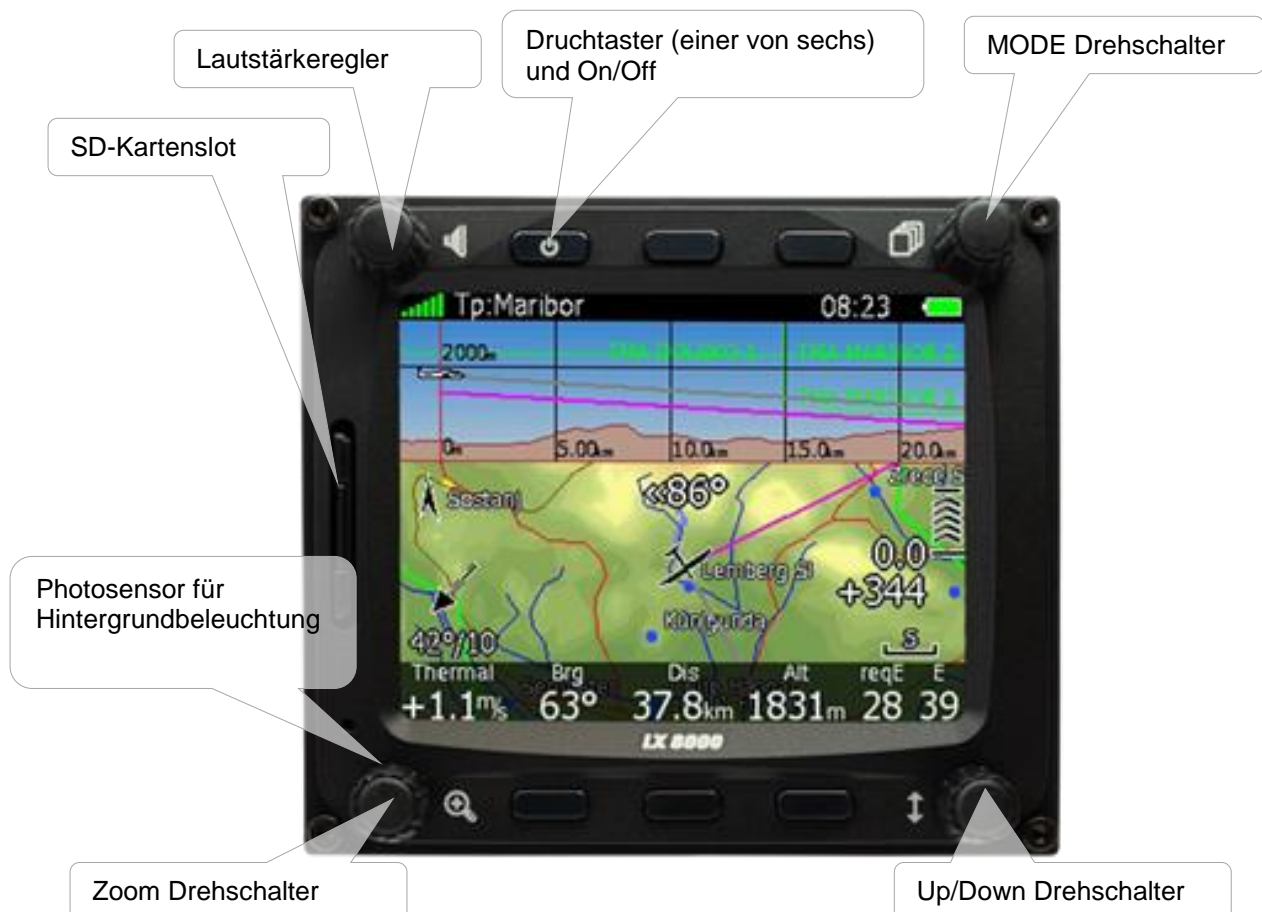 Druchtaster (einer von sechs)
und On/Off
MODE Drehschalter
Lautstärkeregler
SD-Kartenslot
Tp:Maribor
08:23
2000m
0m
5.00km
10.0km
15.0km
20.0km
Sostanj
«86°
Lemberg Sl
0.0
+344
42°/10
5
Photosensor für
Hintergrundbeleuchtung
Thermal Brg Dis Alt reqE E
+1.1m/s 63° 37.8km 1831m 28 39
LX 8000
Zoom Drehschalter
Up/Down Drehschalter